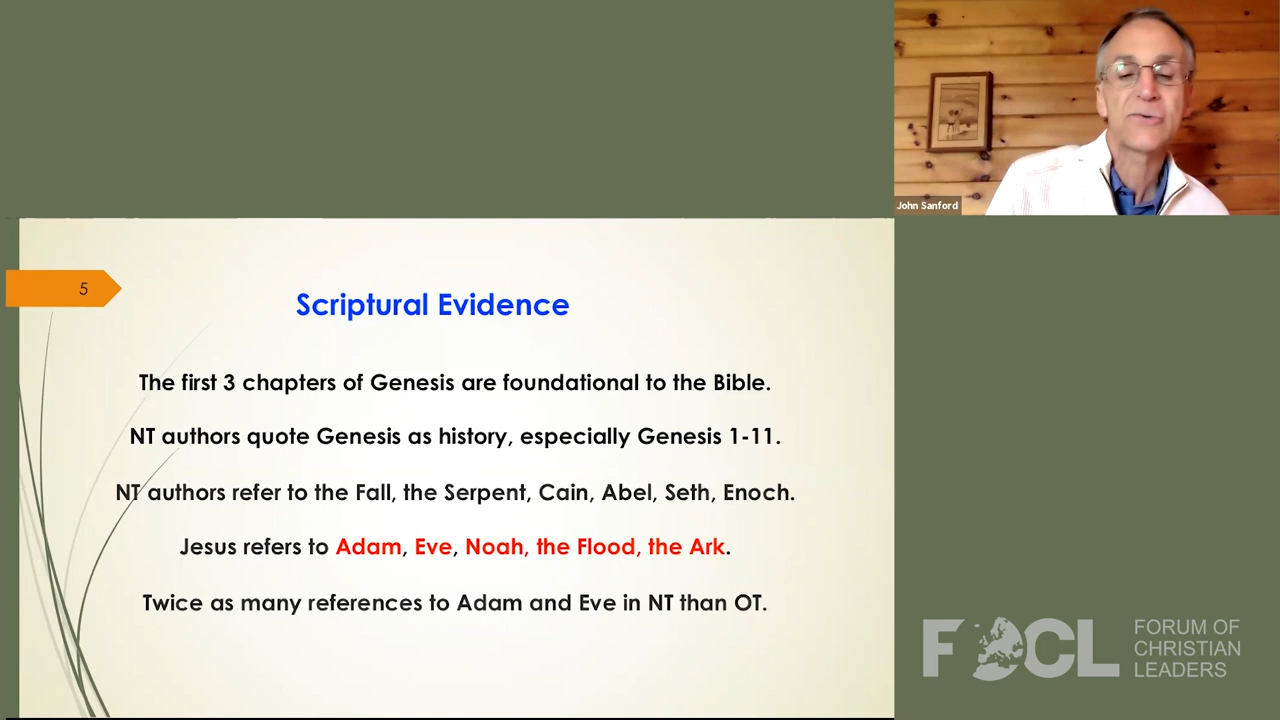 John Sanford
5
Scriptural Evidence
The first 3 chapters of Genesis are foundational to the Bible.
NT authors quote Genesis as history, especially Genesis 1-11.
NT authors refer to the Fall, the Serpent, Cain, Abel, Seth, Enoch.
Jesus refers to Adam, Eve, Noah, the Flood, the Ark.
Twice as many references to Adam and Eve in NT than OT.
FOCL
FORUM OF
CHRISTIAN
LEADERS